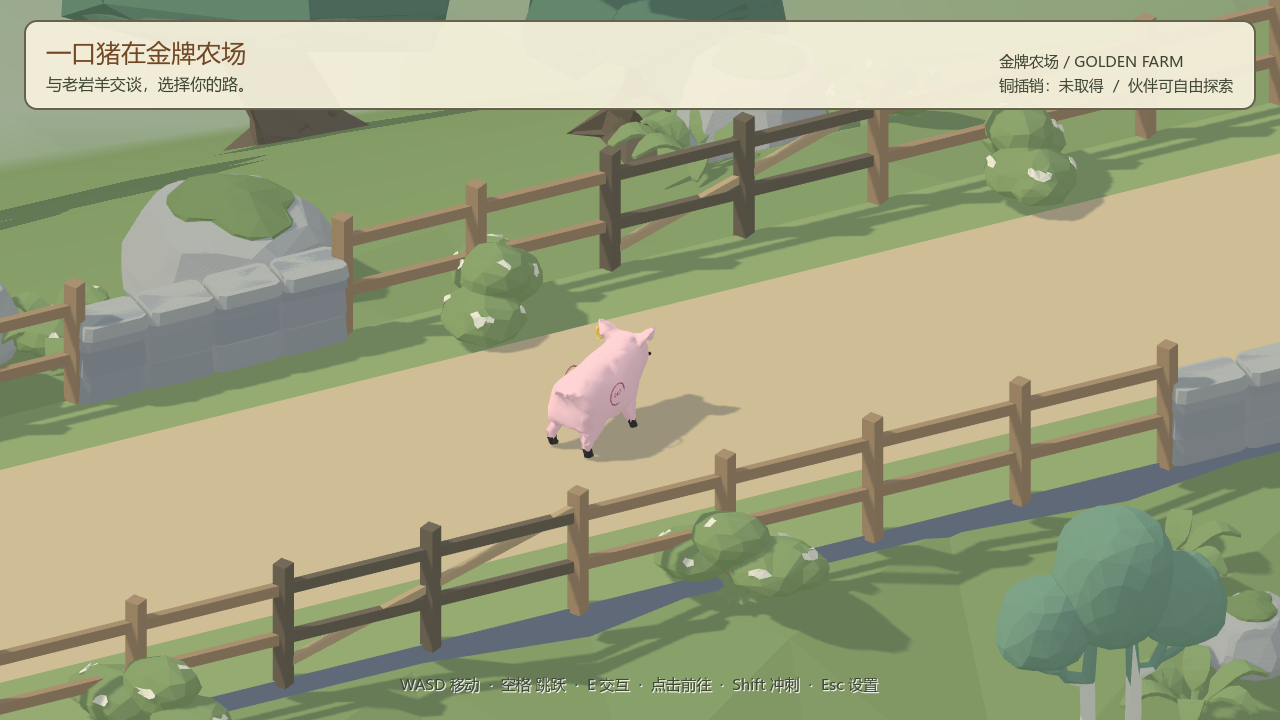 一口猪在金牌农场
与老岩羊交谈，选择你的路。
金牌农场 / GOLDEN FARM
铜插销：未取得 / 伙伴可自由探索
WASD 移动 · 空格 跳跃 · E 交互 · 点击前往 · Shift 冲刺 · Esc 设置